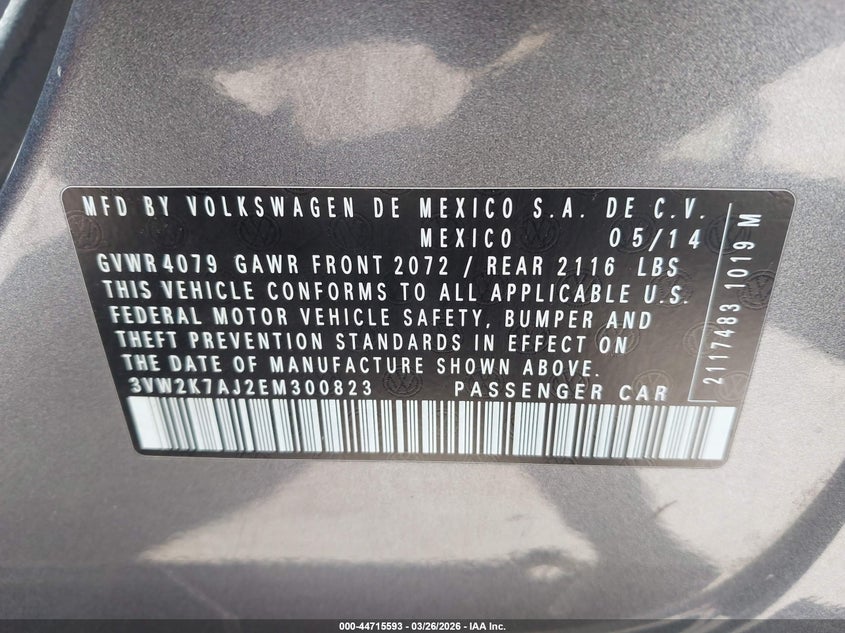 MFD BY VOLKSWAGEN DE MEXICO S.A. DE C.V.
MEXICO 05/14
GVWR 4079 GAWR FRONT 2072 / REAR 2116 LBS
THIS VEHICLE CONFORMS TO ALL APPLICABLE U.S.
FEDERAL MOTOR VEHICLE SAFETY, BUMPER AND
THEFT PREVENTION STANDARDS IN EFFECT ON
THE DATE OF MANUFACTURE SHOWN ABOVE.
3VW2K7AJ2EM300823 PASSENGER CAR
2117483 1019 M
000-44715593 / 03/26/2026 - IAA Inc.